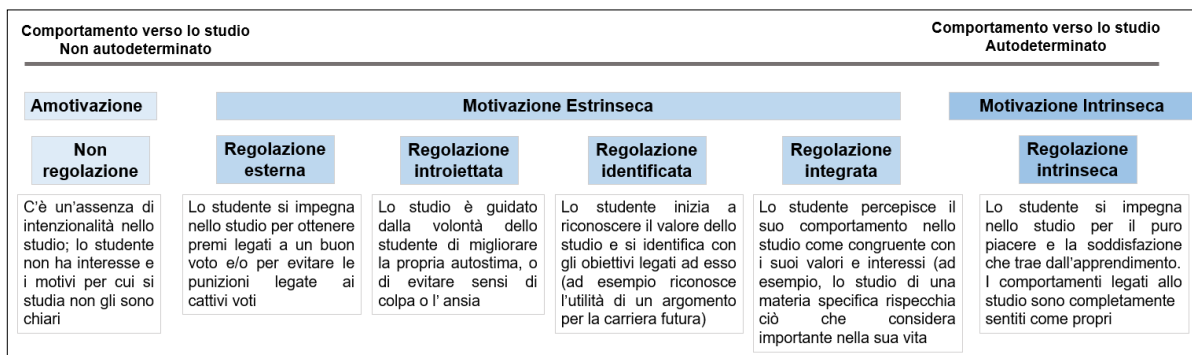 Comportamento verso lo studio
Non autodeterminato
Comportamento verso lo studio
Autodeterminato
Amotivazione
Motivazione Estrinseca
Motivazione Intrinseca
Non
regolazione
Regolazione
esterna
Regolazione
introiettata
Regolazione
identificata
Regolazione
integrata
Regolazione
intrinseca
C'è un'assenza di
intenzionalità nello
studio; lo studente
non ha interesse e
i motivi per cui si
studia non gli sono
chiari
Lo studente si impegna
nello studio per ottenere
premi legati a un buon
voto e/o per evitare le
punizioni legate ai
cattivi voti
Lo studio è guidato
dalla volontà dello
studente di migliorare
la propria autostima, o
di evitare sensi di
colpa o l' ansia
Lo studente inizia a
riconoscere il valore dello
studio e si identifica con
gli obiettivi legati ad esso
(ad esempio riconosce
l'utilità di un argomento
per la carriera futura)
Lo studente percepisce il
suo comportamento nello
studio come congruente con
i suoi valori e interessi (ad
esempio, lo studio di una
materia specifica rispecchia
ciò che considera
importante nella sua vita
Lo studente si impegna
nello studio per il puro
piacere e la soddisfazione
che trae dall'apprendimento.
I comportamenti legati allo
studio sono completamente
sentiti come propri